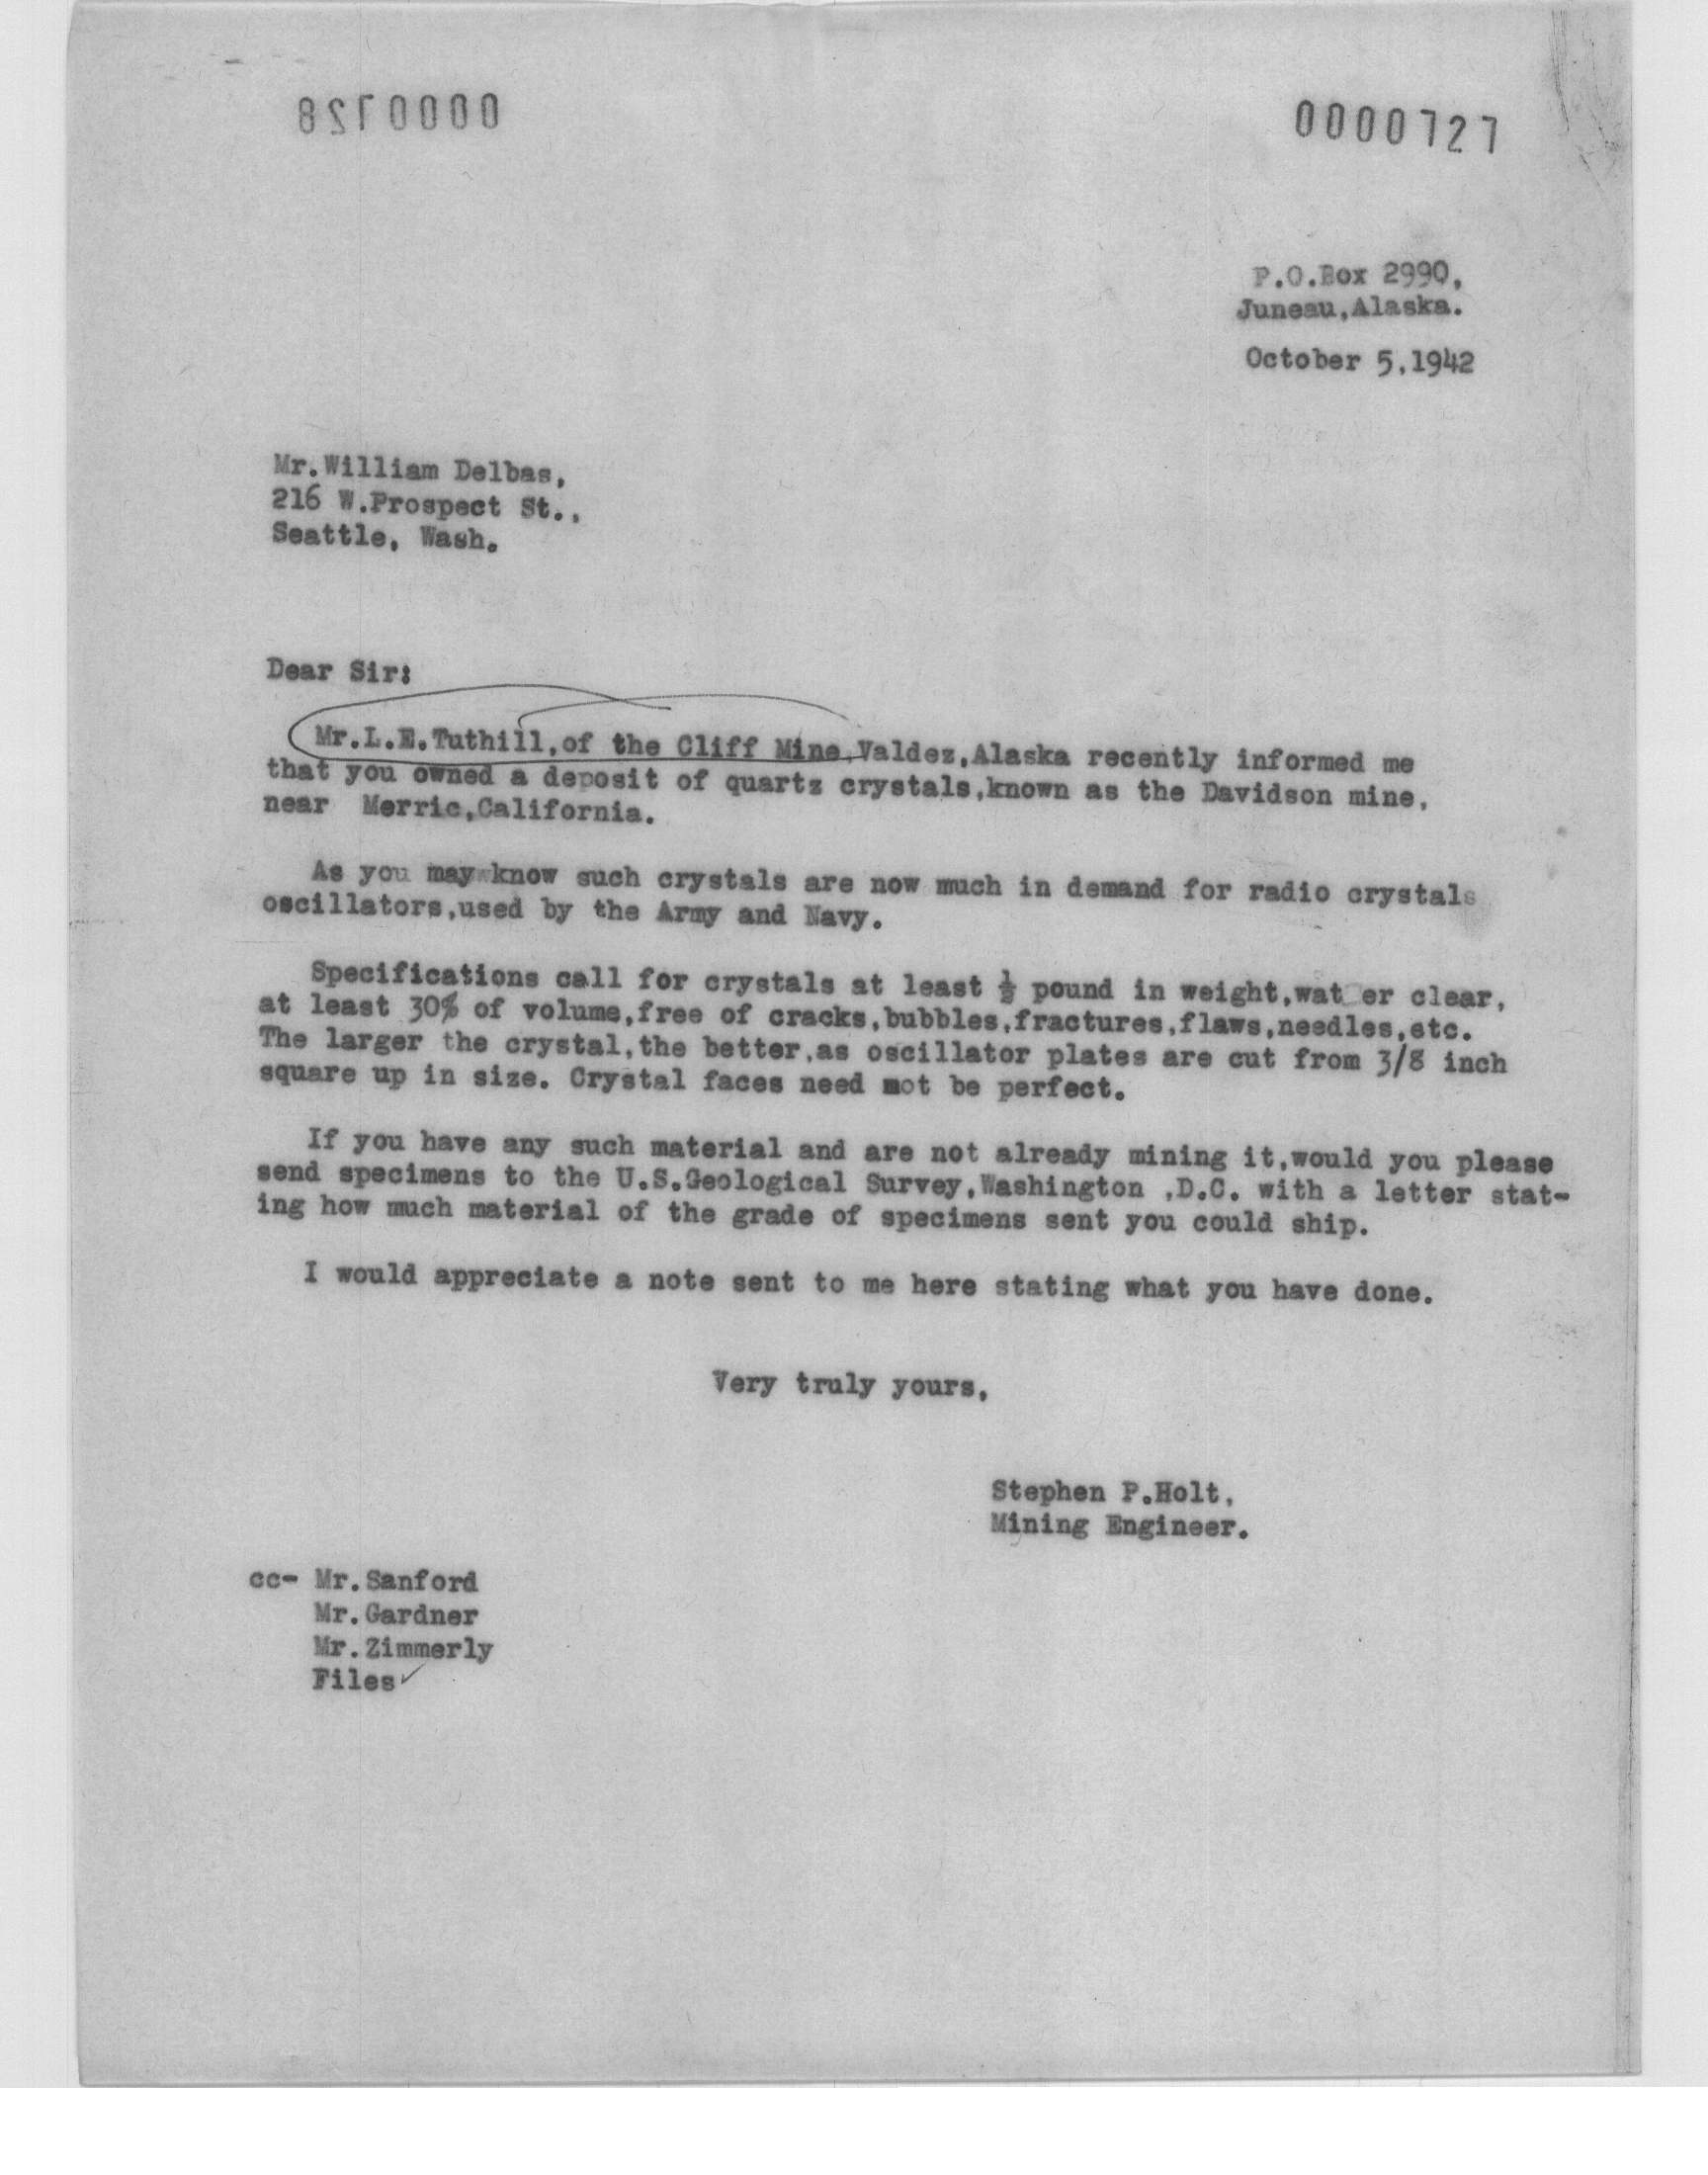 0000128
0000127
P.O.Box 2990,
Juneau,Alaska.
October 5,1942
Mr.William Delbas,
216 W.Prospect St.,
Seattle, Wash.
Dear Sir:
Mr.L.E.Tuthill,of the Cliff Mine,Valdez,Alaska recently informed me
that you owned a deposit of quartz crystals,known as the Davidson mine,
near Merric,California.
As you may know such crystals are now much in demand for radio crystals
oscillators,used by the Army and Navy.
Specifications call for crystals at least ½ pound in weight,wat er clear,
at least 30% of volume,free of cracks,bubbles,fractures,flaws,needles,etc.
The larger the crystal,the better,as oscillator plates are cut from 3/8 inch
square up in size. Crystal faces need not be perfect.
If you have any such material and are not already mining it,would you please
send specimens to the U.S.Geological Survey,Washington ,D.C. with a letter stat-
ing how much material of the grade of specimens sent you could ship.
I would appreciate a note sent to me here stating what you have done.
Very truly yours,
Stephen P.Holt,
Mining Engineer.
cc- Mr.Sanford
Mr.Gardner
Mr.Zimmerly
Files✓